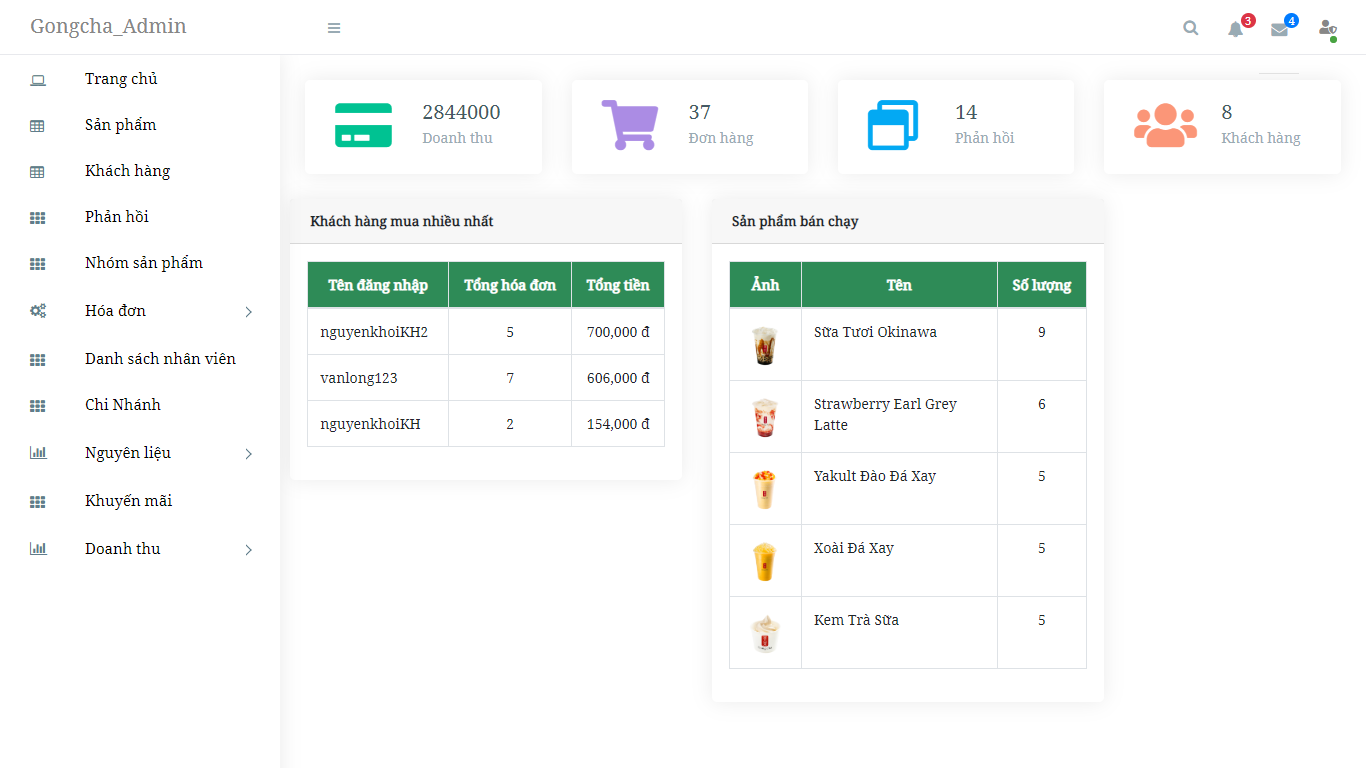 Gongcha_Admin
3
4
Trang chủ
Sản phẩm
Khách hàng
Phản hồi
Nhóm sản phẩm
Hóa đơn
Danh sách nhân viên
Chi Nhánh
Nguyên liệu
Khuyến mãi
Doanh thu
2844000
Doanh thu
37
Đơn hàng
14
Phản hồi
8
Khách hàng
Khách hàng mua nhiều nhất
Tên đăng nhập Tổng hóa đơn Tổng tiền
nguyenkhoiKH2 5 700,000 đ
vanlong123 7 606,000 đ
nguyenkhoiKH 2 154,000 đ
Sản phẩm bán chạy
Ảnh Tên Số lượng
Sữa Tươi Okinawa 9
Strawberry Earl Grey 6
Latte
Yakult Đào Đá Xay 5
Xoài Đá Xay 5
Kem Trà Sữa 5